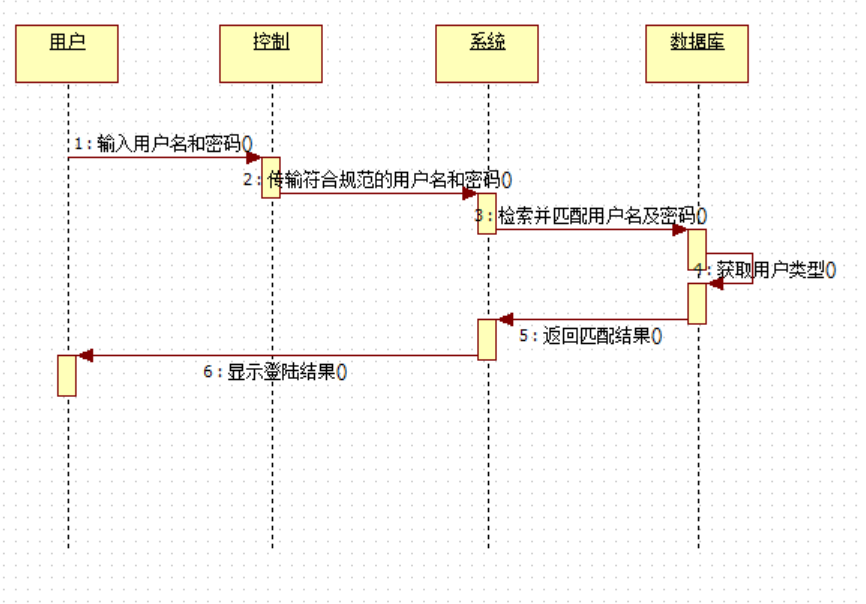 用户
控制
系统
数据库
1:输入用户名和密码()
2:传输符合规范的用户名和密码()
3:检索并匹配用户名及密码()
4:获取用户类型()
5:返回匹配结果()
6:显示登陆结果()